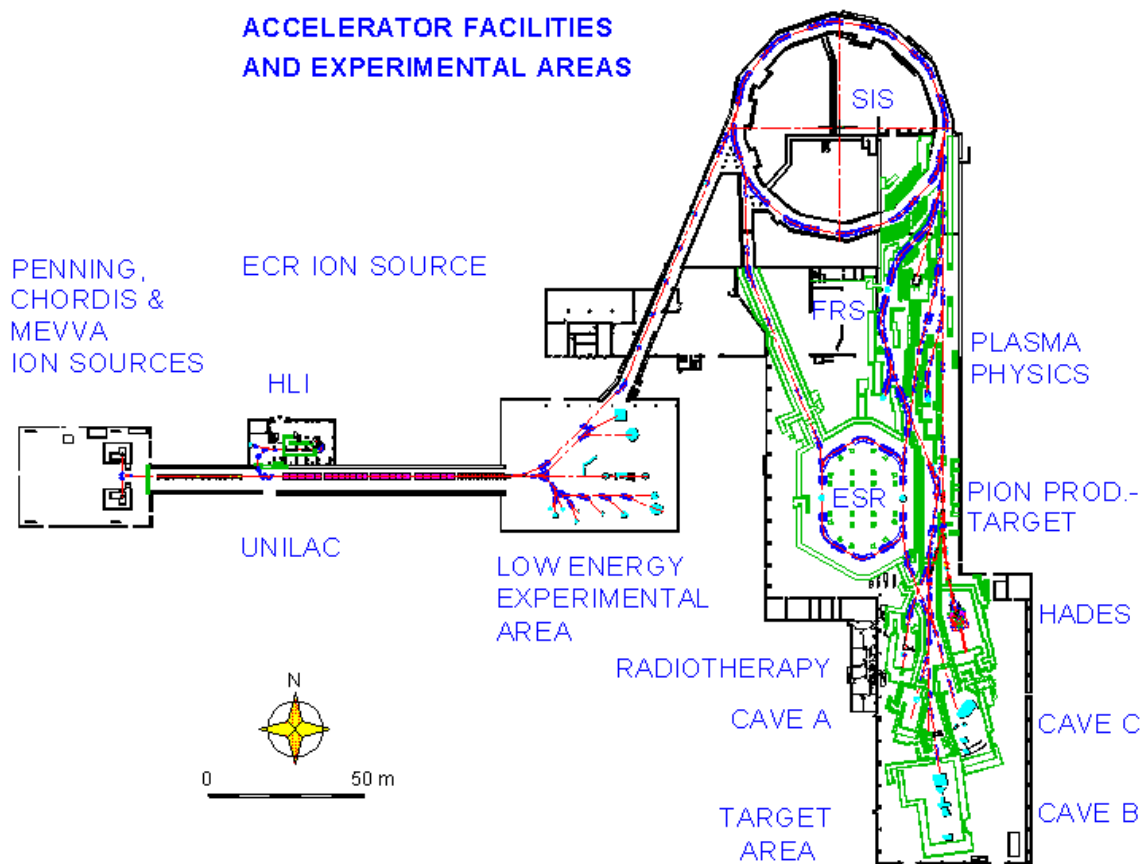 ACCELERATOR FACILITIES
AND EXPERIMENTAL AREAS
SIS
PENNING,
CHORDIS &
MEVVA
ION SOURCES
ECR ION SOURCE
HLI
FRS
PLASMA
PHYSICS
ESR
PION PROD.-
TARGET
UNILAC
LOW ENERGY
EXPERIMENTAL
AREA
HADES
RADIOTHERAPY
CAVE A
CAVE C
N
0 50 m
TARGET
AREA
CAVE B